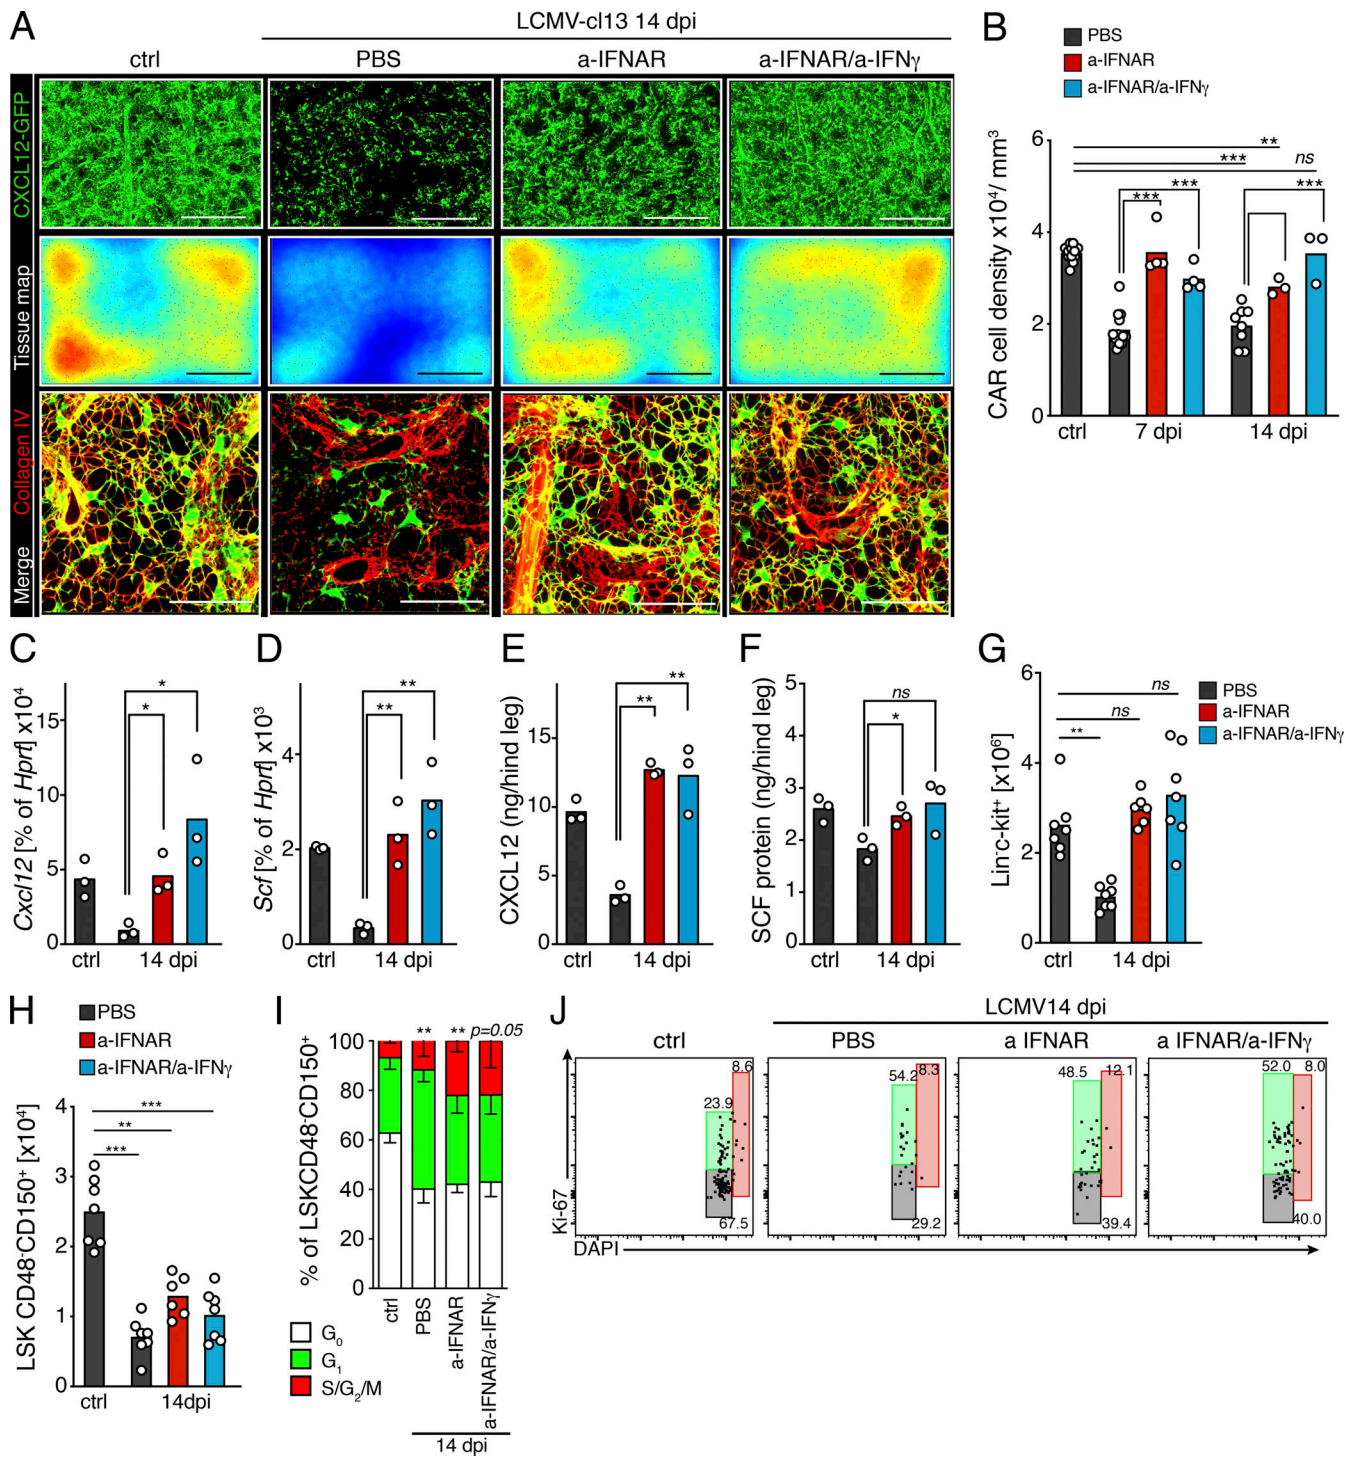 A
LCMV-cl13 14 dpi
ctrl
PBS
a-IFNAR
a-IFNAR/a-IFNγ
CXCL12-GFP
Tissue map
Merge
Collagen IV
B
PBS
a-IFNAR
a-IFNAR/a-IFNγ
CAR cell density x10⁴/ mm³
6
4
2
0
**
***
ns
***
***
***
ctrl
7 dpi
14 dpi
C
Cxcl12 [% of Hprt] x10⁴
15
10
5
0
*
*
ctrl
14 dpi
D
Scf [% of Hprt] x10³
4
2
0
**
**
ctrl
14 dpi
E
CXCL12 (ng/hind leg)
15
10
5
0
**
**
ctrl
14 dpi
F
SCF protein (ng/hind leg)
5
4
3
2
1
0
ns
*
ctrl
14 dpi
G
Lin⁻c-kit⁺ [x10⁶]
6
4
2
0
ns
ns
**
ctrl
14 dpi
PBS
a-IFNAR
a-IFNAR/a-IFNγ
H
PBS
a-IFNAR
a-IFNAR/a-IFNγ
LSK CD48⁻CD150⁺ [x10⁴]
4
3
2
1
0
***
**
***
ctrl
14dpi
I
% of LSKCD48⁻CD150⁺
100
80
60
40
20
0
**
**
p=0.05
ctrl
PBS
a-IFNAR
a-IFNAR/a-IFNγ
14 dpi
G₀
G₁
S/G₂/M
J
LCMV14 dpi
ctrl
PBS
a IFNAR
a IFNAR/a-IFNγ
23.9
8.6
67.5
54.2
8.3
29.2
48.5
12.1
39.4
52.0
8.0
40.0
Ki-67
DAPI